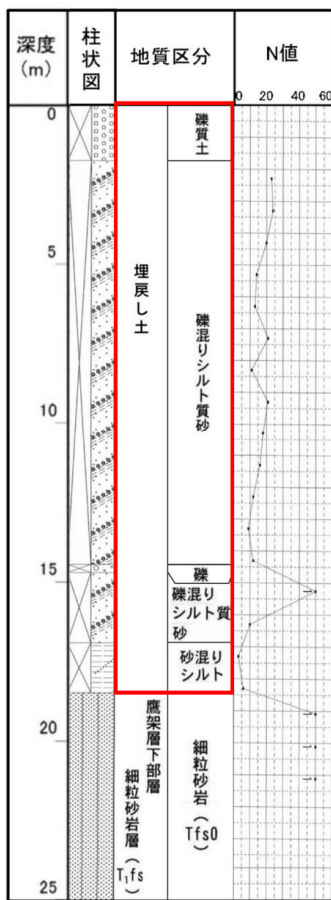 深度
(m)
柱状図
地質区分
N値
0 20 40 60
0
5
10
15
20
25
埋戻し土
礫質土
礫混りシルト質砂
礫
礫混り
シルト質
砂
砂混り
シルト
鷹架層下部層
細粒砂岩層(T₁fs)
細粒砂岩(Tfs0)